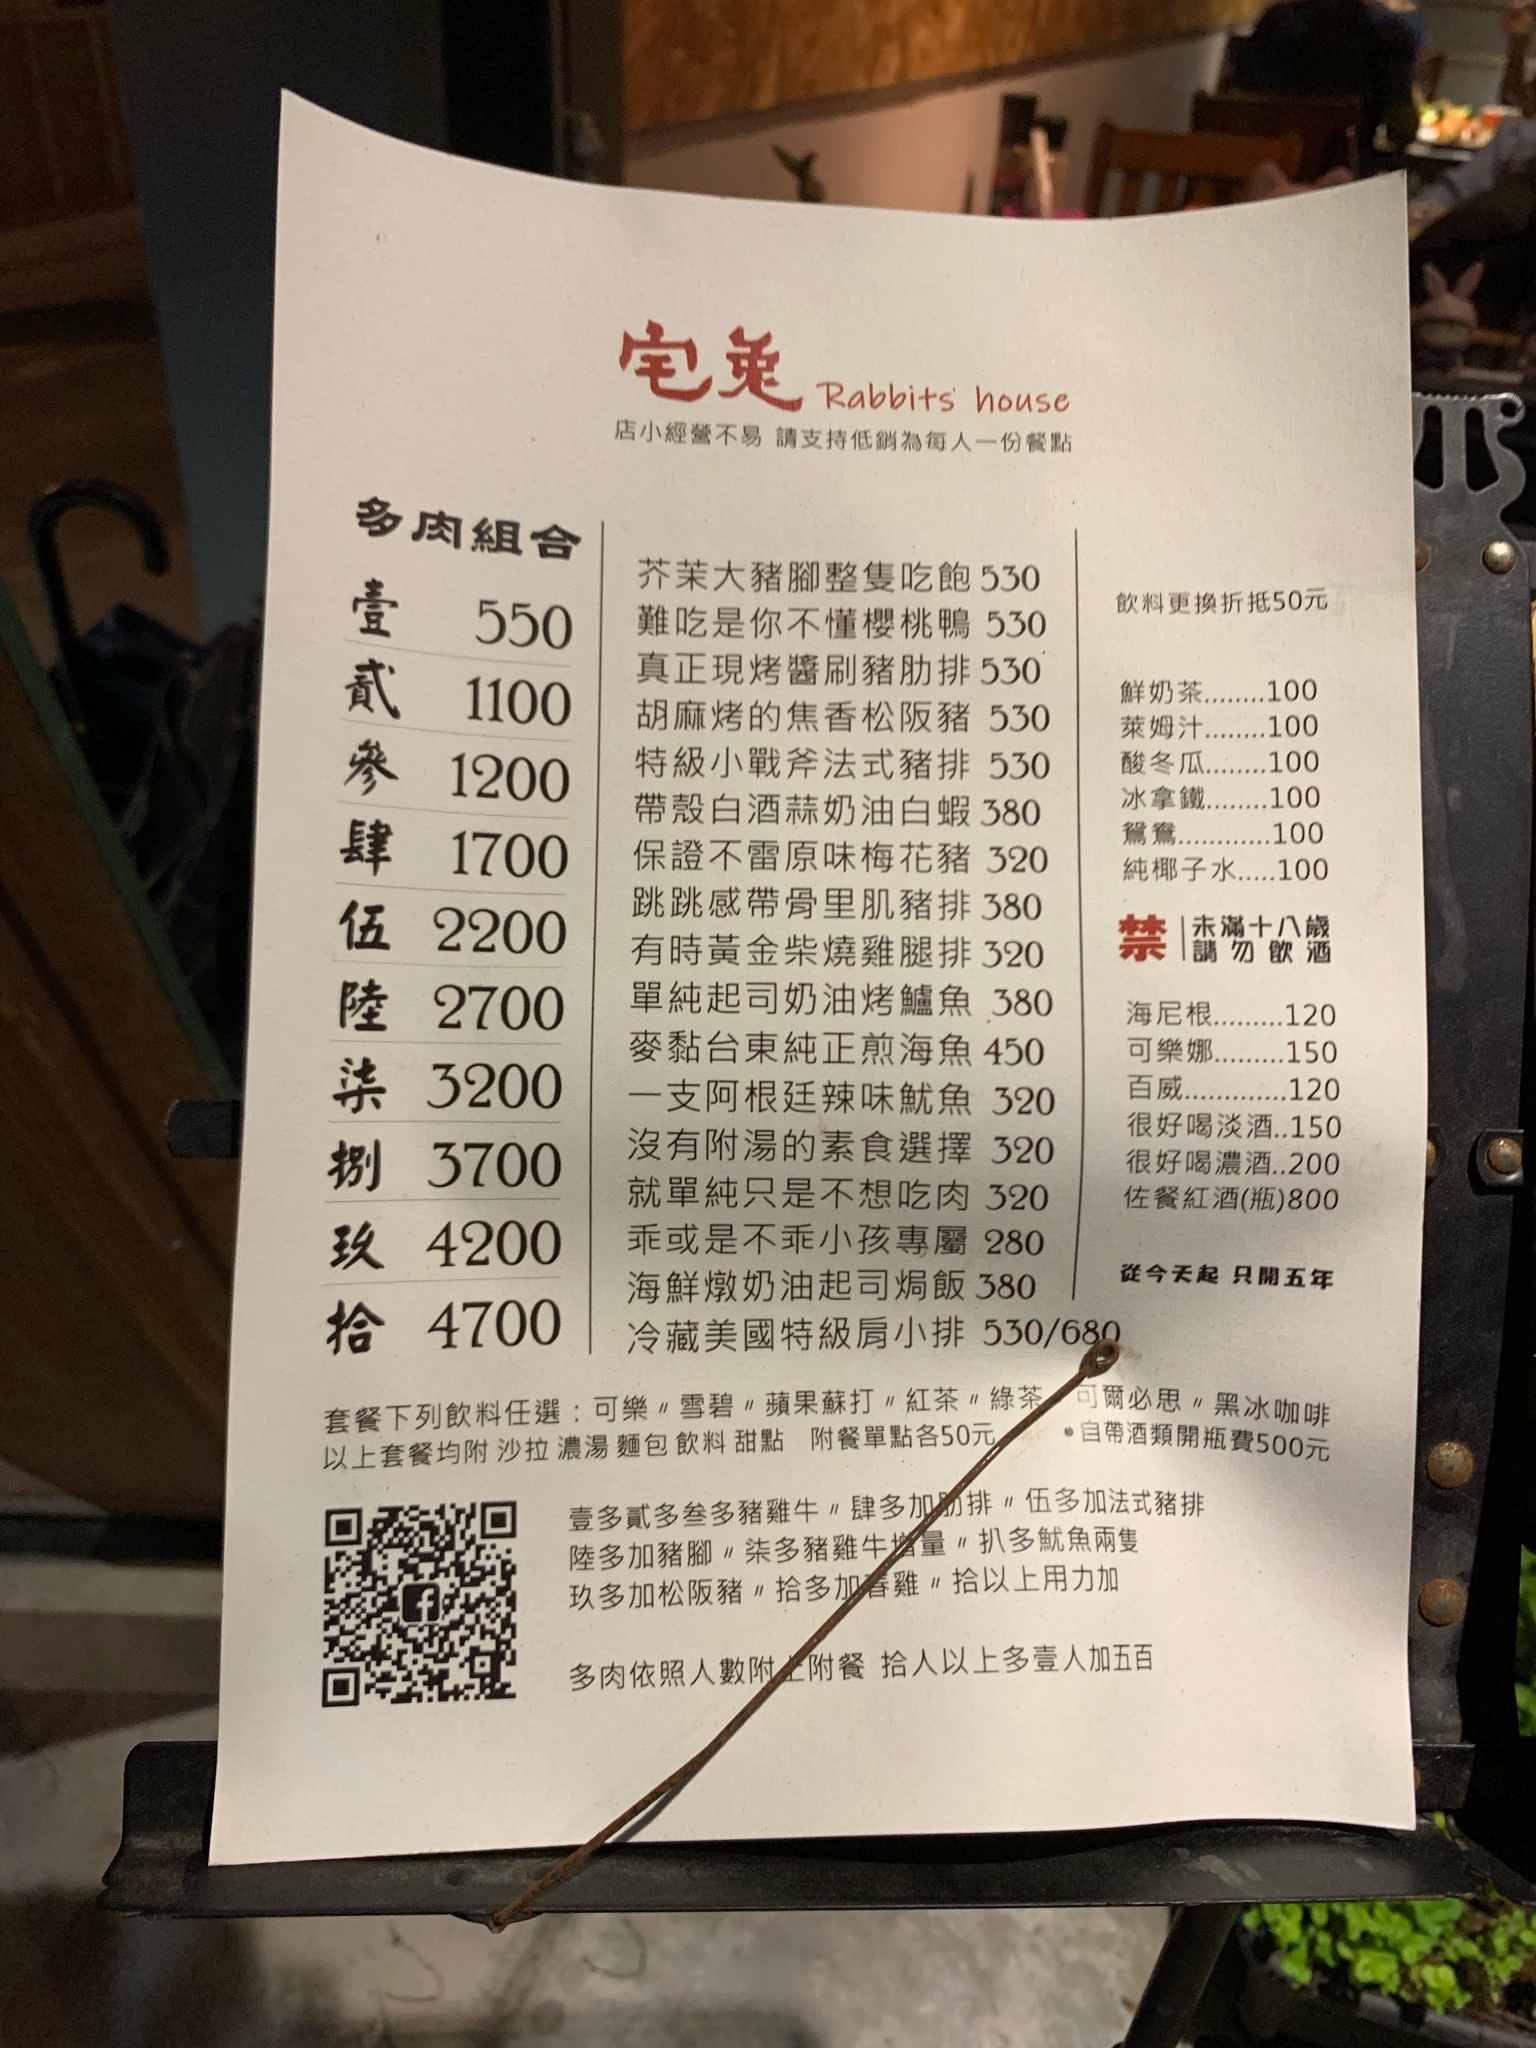 宅兔 Rabbits house
店小經營不易 請支持低銷為每人一份餐點
多肉組合
壹 550
貳 1100
參 1200
肆 1700
伍 2200
陸 2700
柒 3200
捌 3700
玖 4200
拾 4700
芥茉大豬腳整隻吃飽 530
難吃是你不懂櫻桃鴨 530
真正現烤醬刷豬肋排 530
胡麻烤的焦香松阪豬 530
特級小戰斧法式豬排 530
帶殼白酒蒜奶油白蝦 380
保證不雷原味梅花豬 320
跳跳感帶骨里肌豬排 380
有時黃金柴燒雞腿排 320
單純起司奶油烤鱸魚 380
麥黏台東純正煎海魚 450
一支阿根廷辣味魷魚 320
沒有附湯的素食選擇 320
就單純只是不想吃肉 320
乖或是不乖小孩專屬 280
海鮮燉奶油起司焗飯 380
冷藏美國特級肩小排 530/680
飲料更換折抵50元
鮮奶茶........100
萊姆汁........100
酸冬瓜........100
冰拿鐵........100
鴛鴦............100
純椰子水.....100
禁 未滿十八歲
請勿飲酒
海尼根.........120
可樂娜.........150
百威.............120
很好喝淡酒..150
很好喝濃酒..200
佐餐紅酒(瓶)800
從今天起 只開五年
套餐下列飲料任選：可樂〃雪碧〃蘋果蘇打〃紅茶〃綠茶 可爾必思〃黑冰咖啡
以上套餐均附 沙拉 濃湯 麵包 飲料 甜點 附餐單點各50元 •自帶酒類開瓶費500元
壹多貳多叁多豬雞牛〃肆多加肋排〃伍多加法式豬排
陸多加豬腳〃柒多豬雞牛增量〃扒多魷魚兩隻
玖多加松阪豬〃拾多加春雞〃拾以上用力加
多肉依照人數附上附餐 拾人以上多壹人加五百